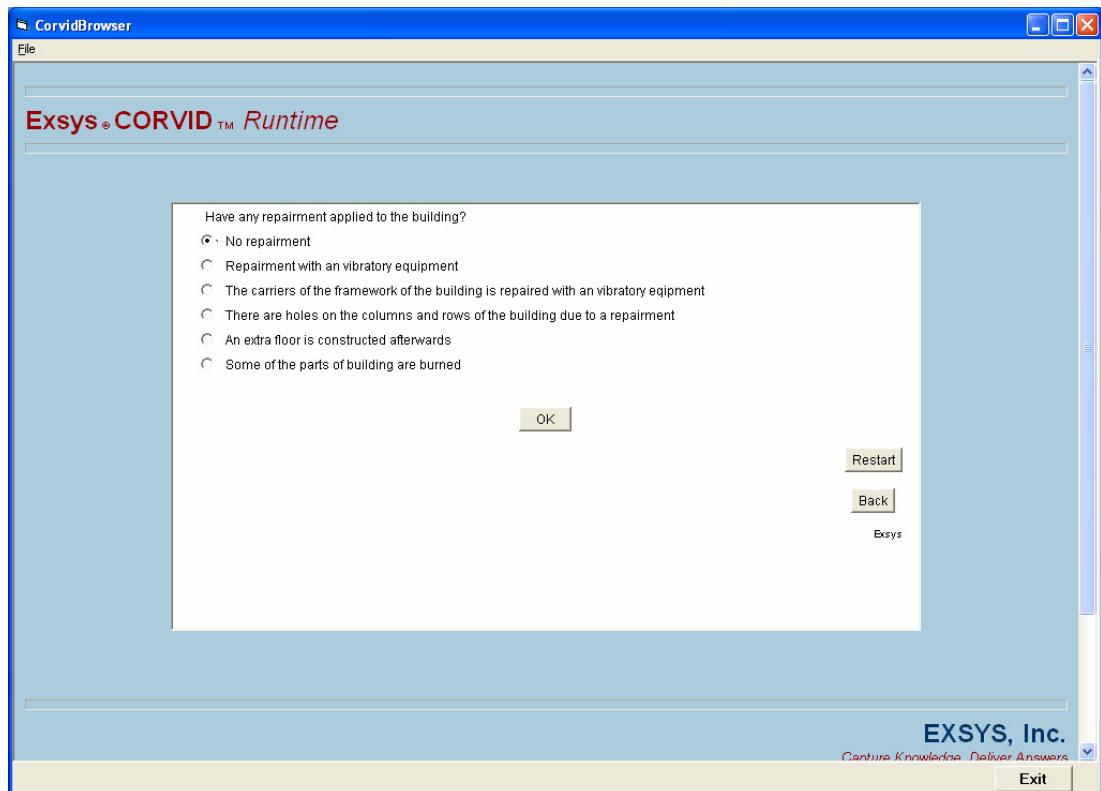 CorvidBrowser
File
Exsys ® CORVID TM Runtime
Have any repairment applied to the building?
No repairment
Repairment with an vibratory equipment
The carriers of the framework of the building is repaired with an vibratory eqipment
There are holes on the columns and rows of the building due to a repairment
An extra floor is constructed afterwards
Some of the parts of building are burned
OK
Restart
Back
Exsys
EXSYS, Inc.
Capture Knowledge. Deliver Answers
Exit